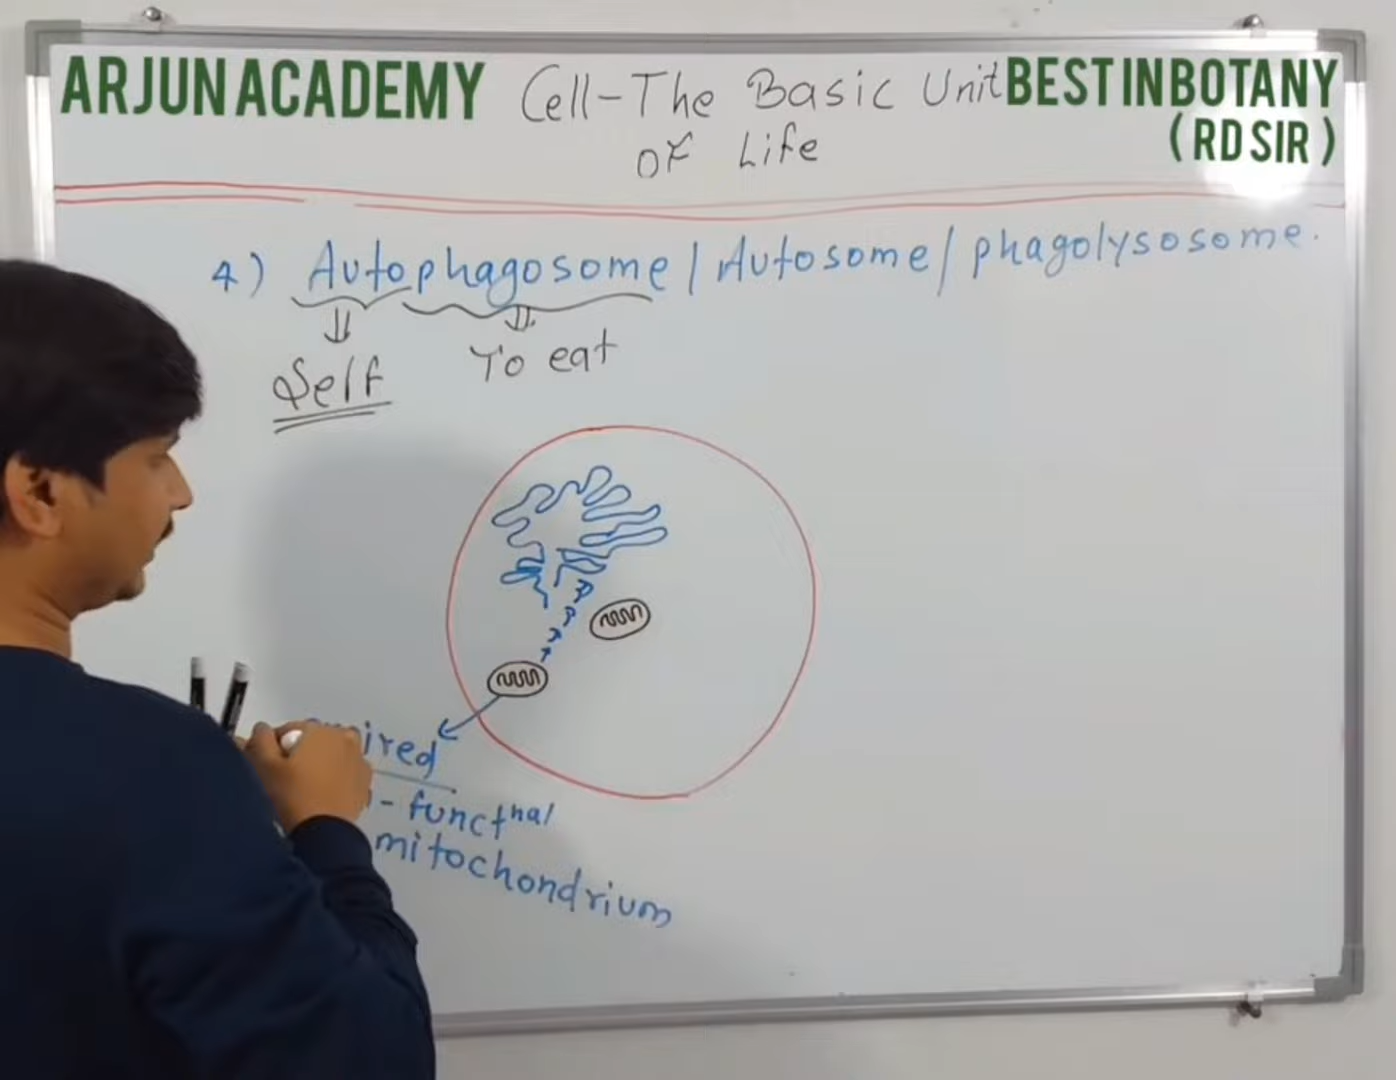 ARJUN ACADEMY
Cell-The Basic Unit
OF Life
BEST IN BOTANY
( RD SIR )
4) Autophagosome / Autosome / phagolysosome.
Self
To eat
- functnal
mitochondrium